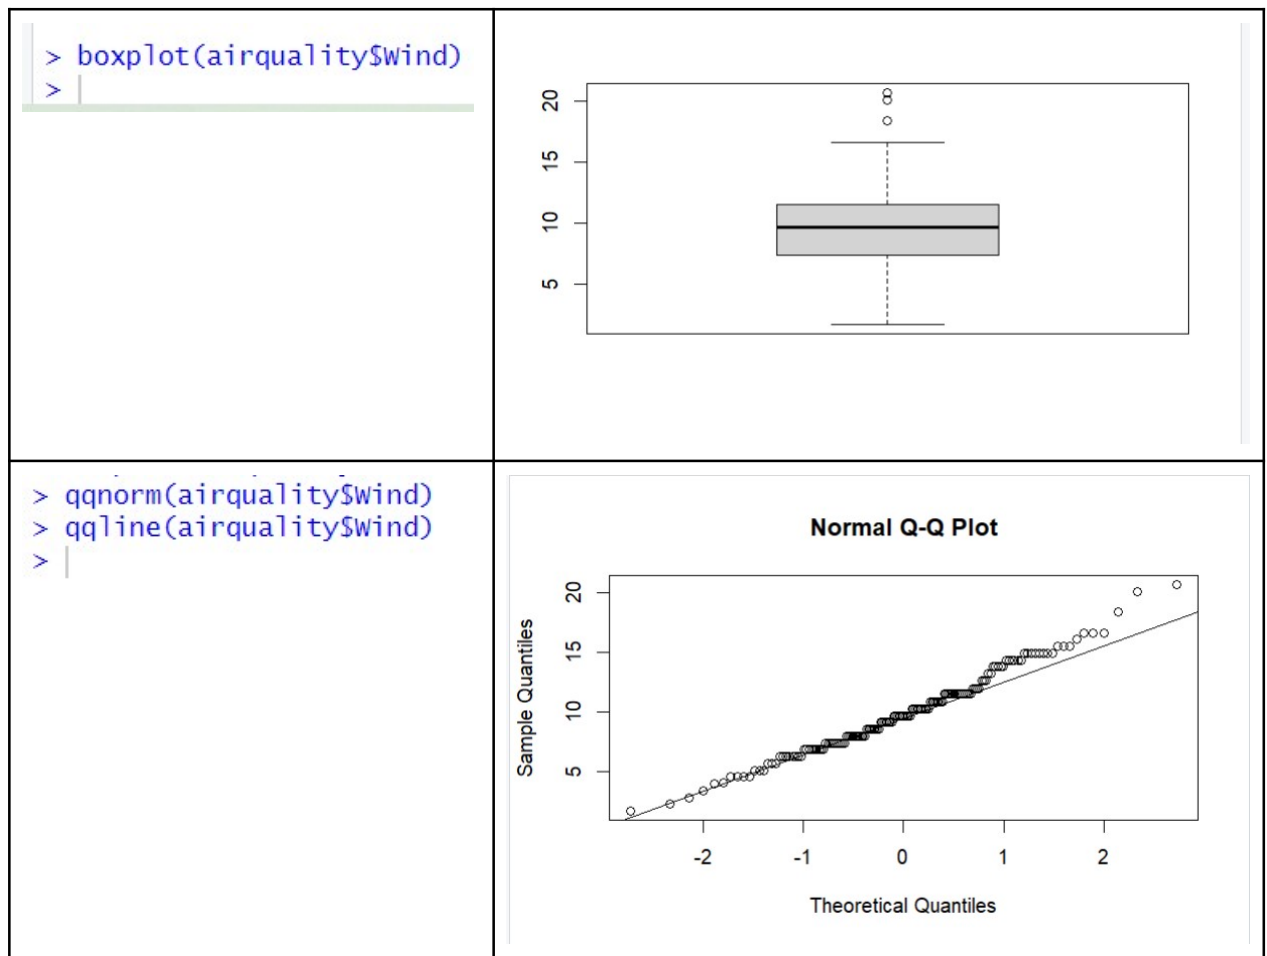 > boxplot(airquality$Wind)
>
20
15
10
5
> qqnorm(airquality$Wind)
> qqline(airquality$Wind)
>
Normal Q-Q Plot
Sample Quantiles
20
15
10
5
-2 -1 0 1 2
Theoretical Quantiles